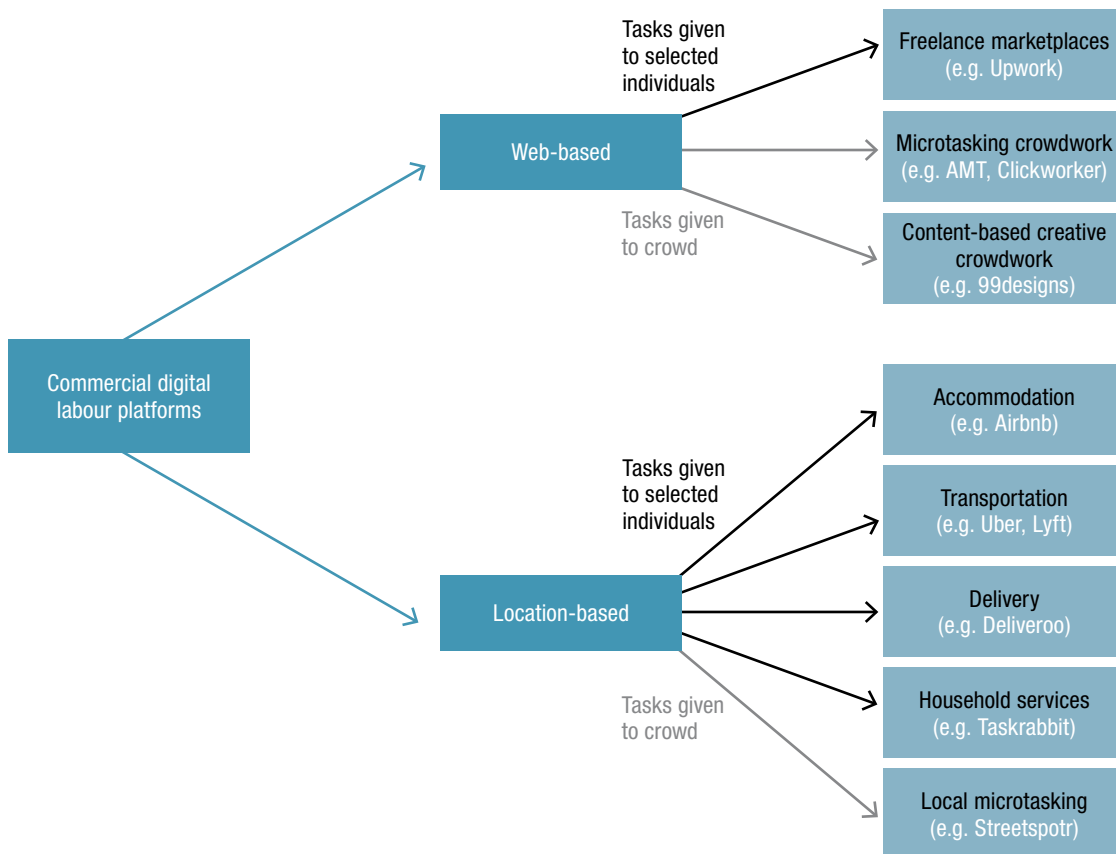 Tasks given
to selected
individuals
Freelance marketplaces
(e.g. Upwork)
Web-based
Microtasking crowdwork
(e.g. AMT, Clickworker)
Tasks given
to crowd
Content-based creative
crowdwork
(e.g. 99designs)
Commercial digital
labour platforms
Accommodation
(e.g. Airbnb)
Tasks given
to selected
individuals
Transportation
(e.g. Uber, Lyft)
Location-based
Delivery
(e.g. Deliveroo)
Household services
(e.g. Taskrabbit)
Tasks given
to crowd
Local microtasking
(e.g. Streetspotr)